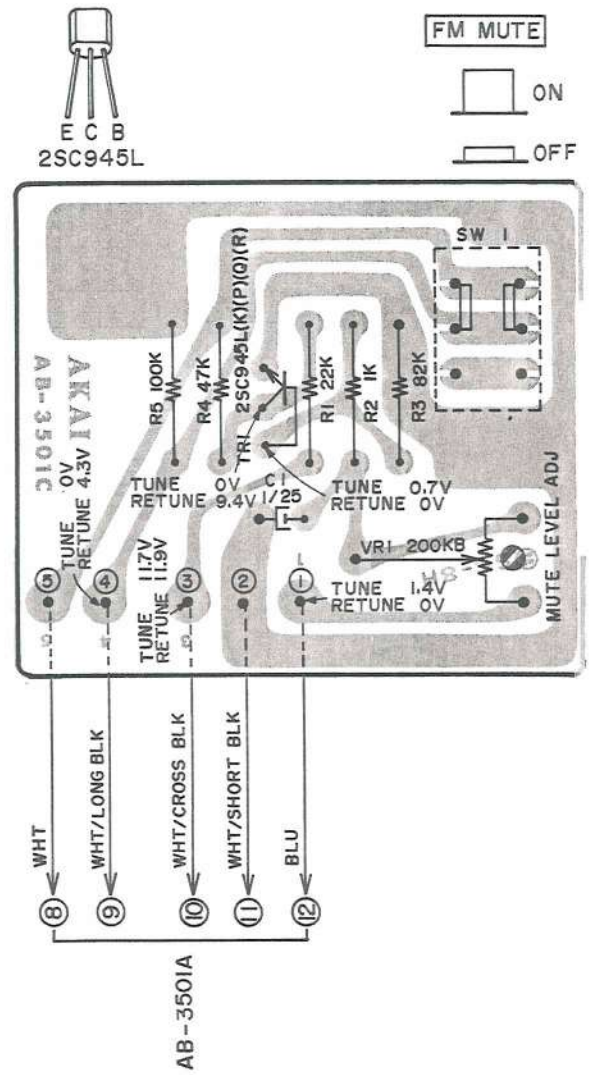 FM MUTE
ON
OFF
E C B
2SC945L
SW 1
AKAI
AB-3501C
R5 100K
R4 47K
TR1 2SC945L(K)(P)(Q)(R)
R1 22K
R2 1K
R3 82K
TUNE 0V
RETUNE 4.3V
TUNE 0V
RETUNE 9.4V
C1
1/25
TUNE 0.7V
RETUNE 0V
TUNE 11.7V
RETUNE 11.9V
VR1 200KB
MUTE LEVEL ADJ
TUNE 1.4V
RETUNE 0V
5
4
3
2
1
WHT
WHT/LONG BLK
WHT/CROSS BLK
WHT/SHORT BLK
BLU
8
9
10
11
12
AB-3501A